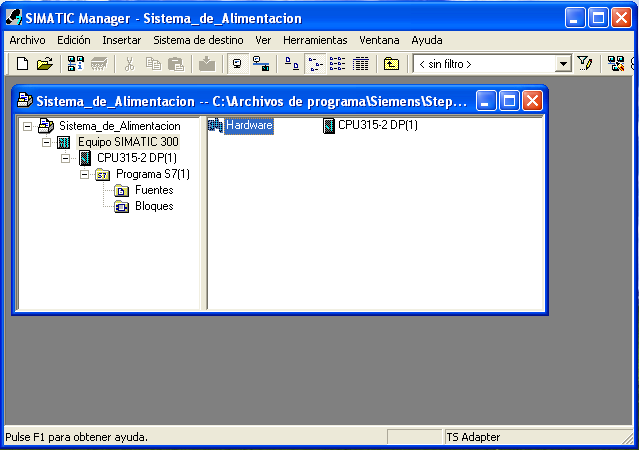 SIMATIC Manager - Sistema_de_Alimentacion
Archivo Edición Insertar Sistema de destino Ver Herramientas Ventana Ayuda
< sin filtro >
Sistema_de_Alimentacion -- C:\Archivos de programa\Siemens\Step...
Sistema_de_Alimentacion
Equipo SIMATIC 300
CPU315-2 DP(1)
Programa S7(1)
Fuentes
Bloques
Hardware CPU315-2 DP(1)
Pulse F1 para obtener ayuda. TS Adapter